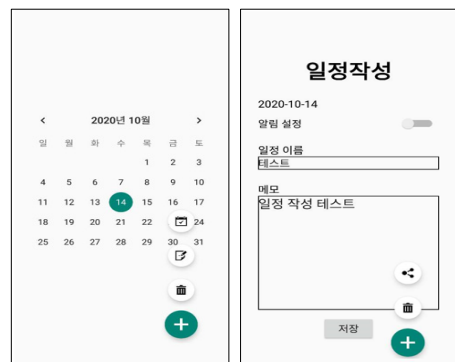 2020년 10월
일 월 화 수 목 금 토
1 2 3
4 5 6 7 8 9 10
11 12 13 14 15 16 17
18 19 20 21 22 24
25 26 27 28 29 30 31
일정작성
2020-10-14
알림 설정
일정 이름
테스트
메모
일정 작성 테스트
저장